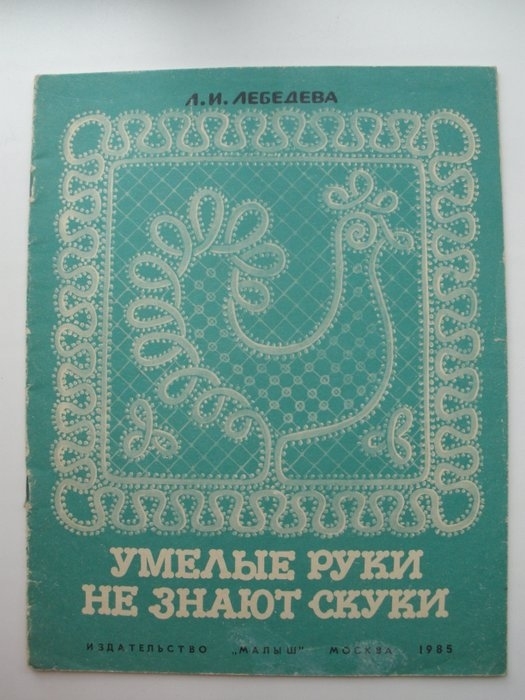 Л.И. ЛЕБЕДЕВА
УМЕЛЫЕ РУКИ
НЕ ЗНАЮТ СКУКИ
ИЗДАТЕЛЬСТВО „МАЛЫШ" МОСКВА 1985